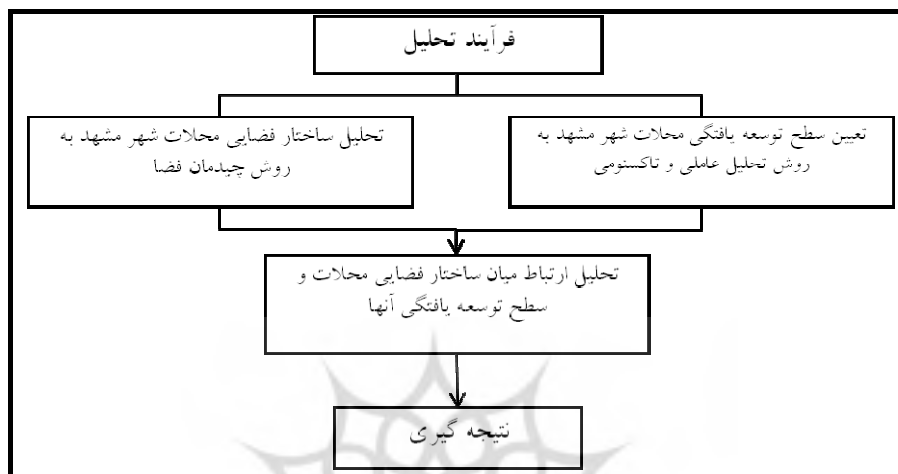 فرآیند تحلیل
تعیین سطح توسعه یافتگی محلات شهر مشهد به
روش تحلیل عاملی و تاکسنومی
تحلیل ساختار فضایی محلات شهر مشهد به
روش چیدمان فضا
تحلیل ارتباط میان ساختار فضایی محلات و
سطح توسعه یافتگی آنها
نتیجه گیری